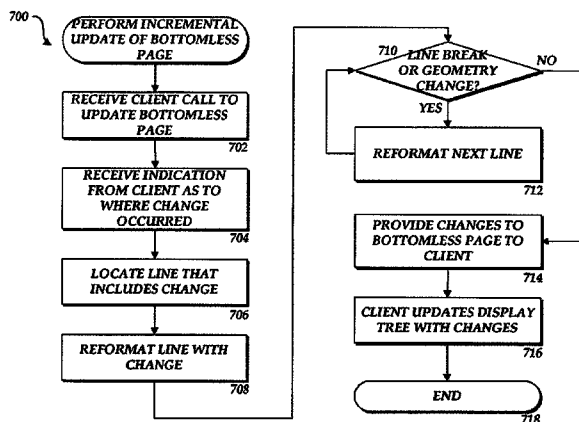 700
PERFORM INCREMENTAL
UPDATE OF BOTTOMLESS
PAGE
RECEIVE CLIENT CALL TO
UPDATE BOTTOMLESS
PAGE
702
RECEIVE INDICATION
FROM CLIENT AS TO
WHERE CHANGE
OCCURRED
704
LOCATE LINE THAT
INCLUDES CHANGE
706
REFORMAT LINE WITH
CHANGE
708
710
LINE BREAK
OR GEOMETRY
CHANGE?
NO
YES
REFORMAT NEXT LINE
712
PROVIDE CHANGES TO
BOTTOMLESS PAGE TO
CLIENT
714
CLIENT UPDATES DISPLAY
TREE WITH CHANGES
716
END
718